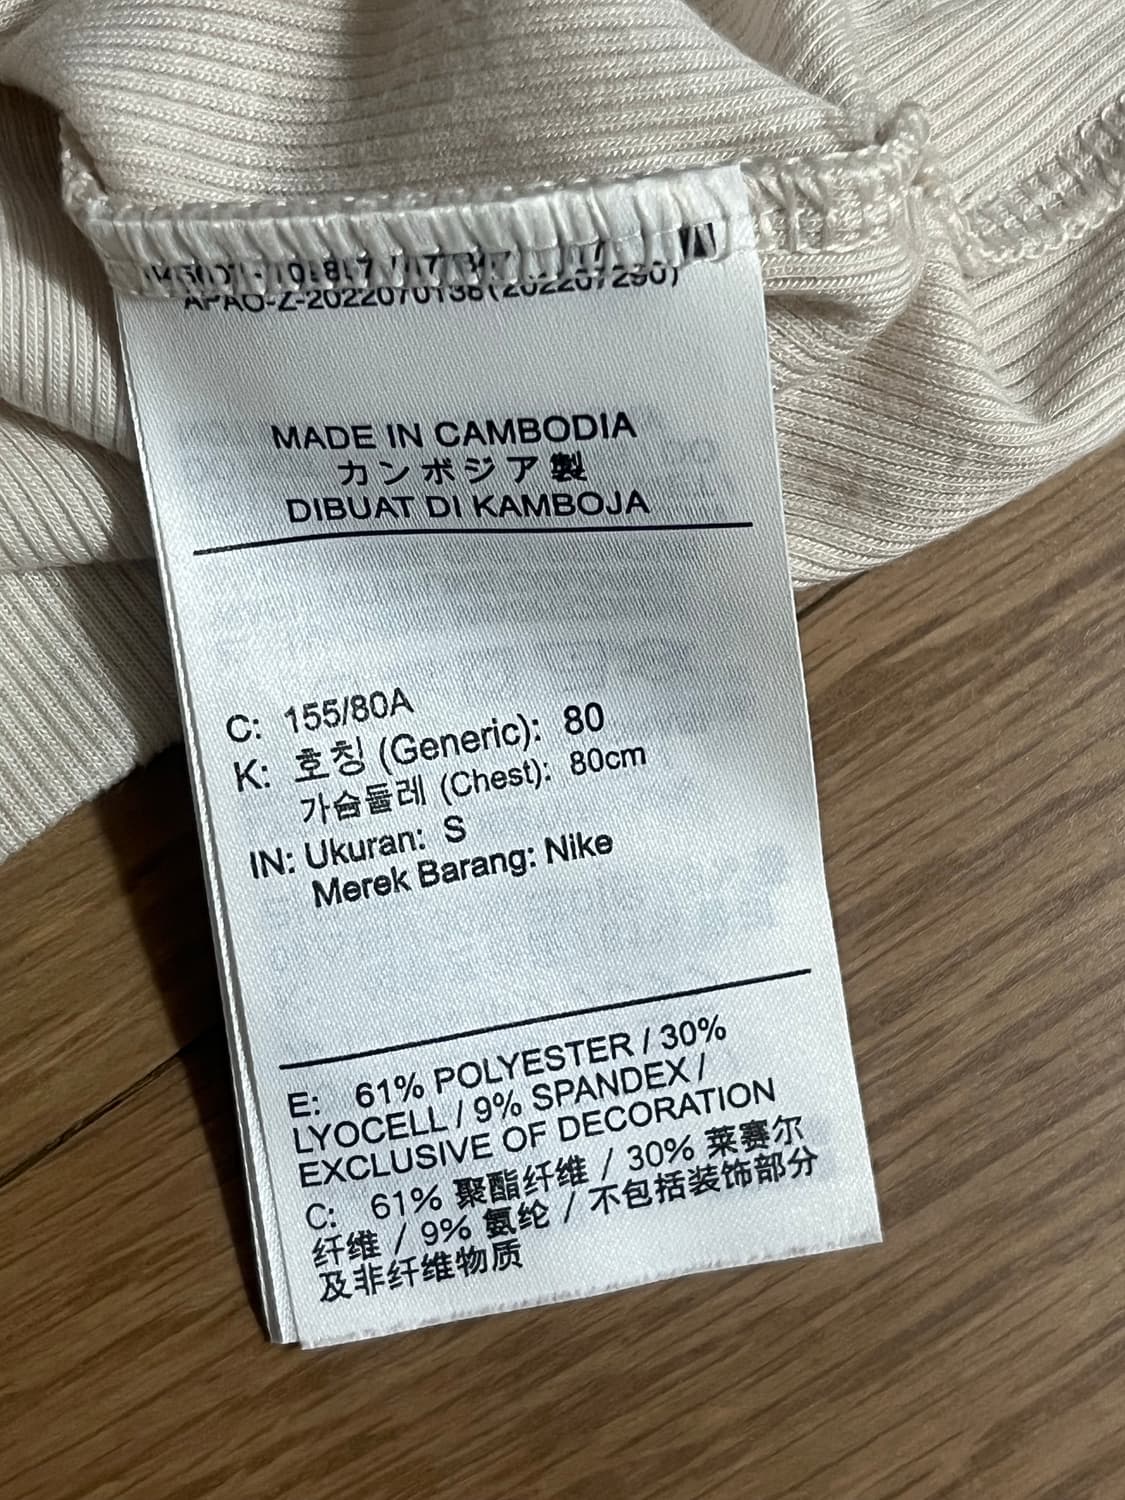 APAO-Z-2022070138(20220729)
MADE IN CAMBODIA
カンボジア製
DIBUAT DI KAMBOJA
C: 155/80A
K: 호칭 (Generic): 80
가슴둘레 (Chest): 80cm
IN: Ukuran: S
Merek Barang: Nike
E: 61% POLYESTER / 30%
LYOCELL / 9% SPANDEX /
EXCLUSIVE OF DECORATION
C: 61% 聚酯纤维 / 30% 莱赛尔
纤维 / 9% 氨纶 / 不包括装饰部分
及非纤维物质